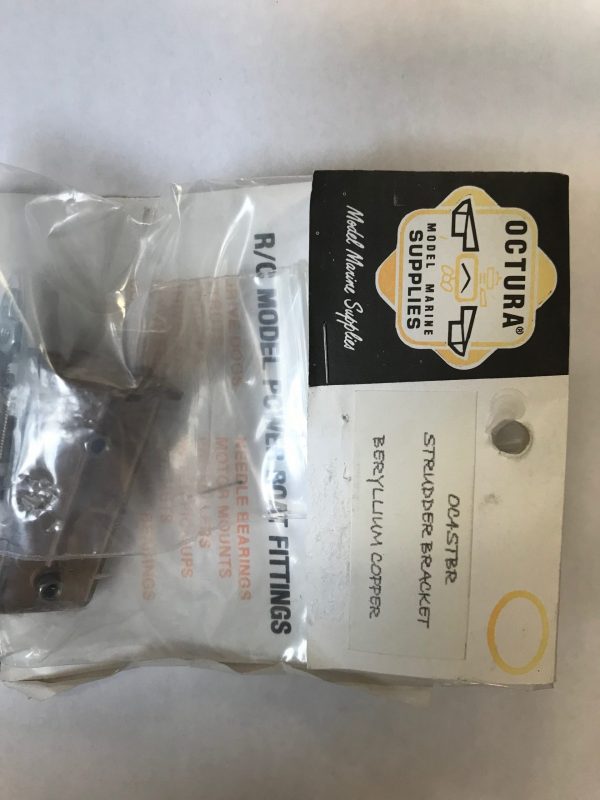 OCTURA®
MODEL MARINE
SUPPLIES
Model Marine Supplies
OC4STBR
STRUDDER BRACKET
BERYLLIUM COPPER
R/C MODEL POWER BOAT FITTINGS
NEEDLE BEARINGS
MOTOR MOUNTS